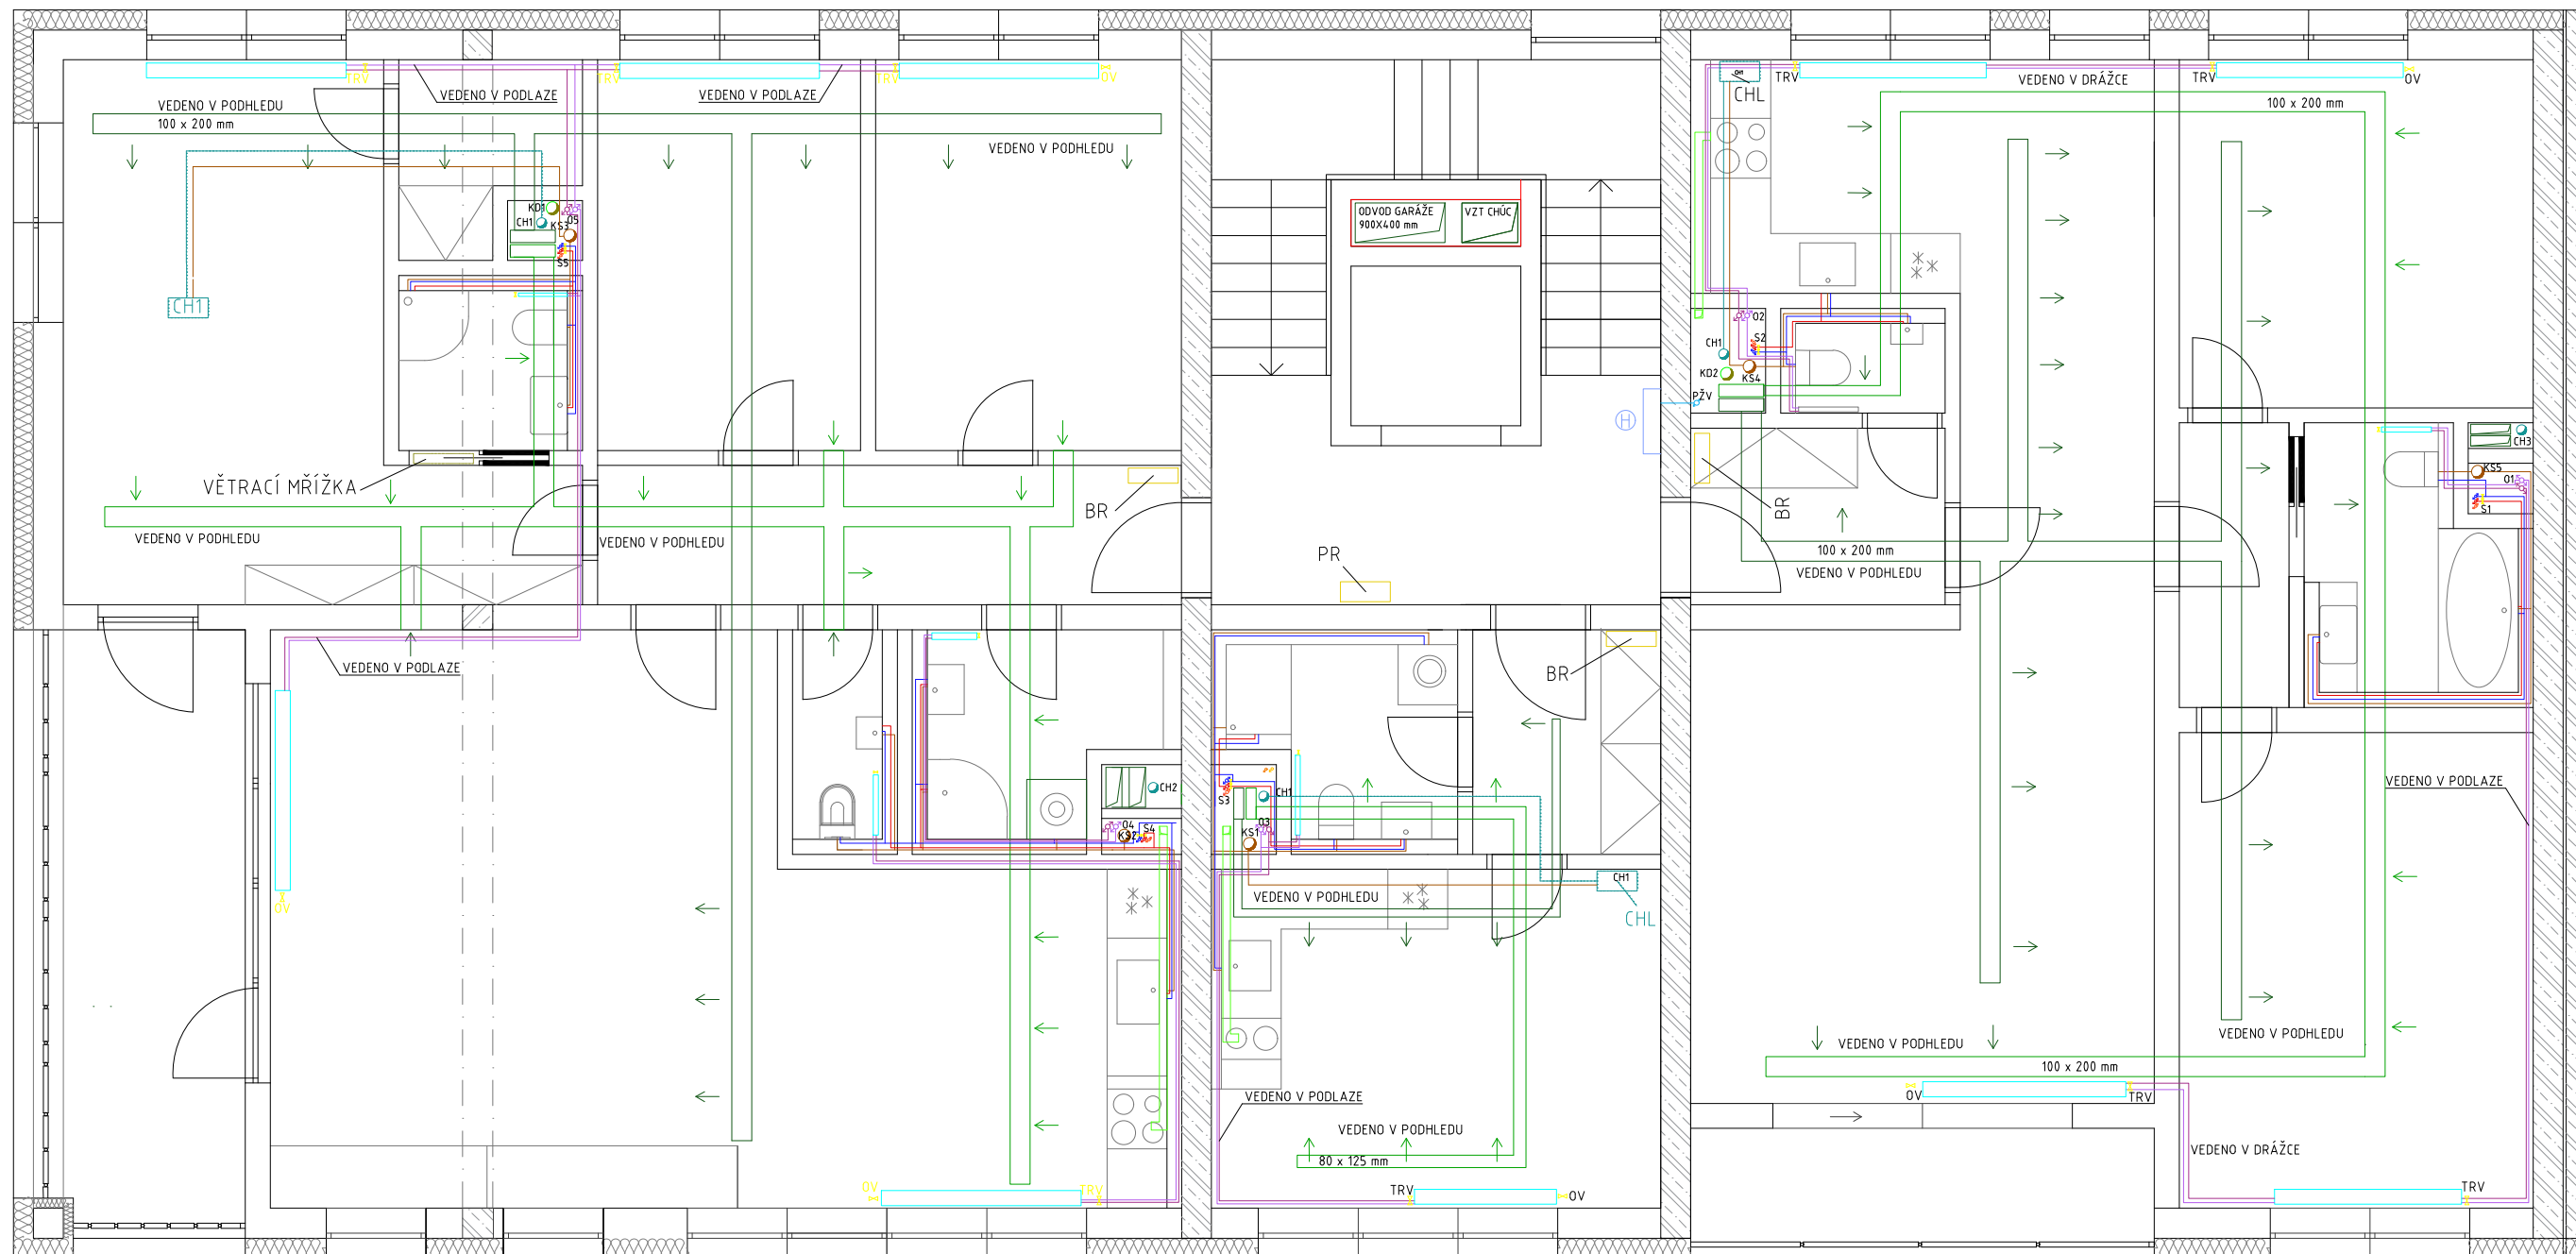 TRV
TRV
TRV
OV
VEDENO V PODHLEDU
100 x 200 mm
VEDENO V PODLAZE
VEDENO V PODLAZE
VEDENO V PODHLEDU
KD1
CH1
KS3
O5
S5
CH1
VĚTRACÍ MŘÍŽKA
VEDENO V PODHLEDU
VEDENO V PODHLEDU
BR
VEDENO V PODLAZE
OV
CH2
O4
KS2
S4
OV
TRV
ODVOD GARÁŽE
900X400 mm
VZT CHÚC
H
PR
BR
S3
CH1
O3
KS1
VEDENO V PODHLEDU
CH1
CHL
VEDENO V PODLAZE
VEDENO V PODHLEDU
80 x 125 mm
TRV
OV
CH1
CHL
TRV
VEDENO V DRÁŽCE
TRV
OV
100 x 200 mm
O2
S2
CH1
KD2
KS4
PŽV
BR
100 x 200 mm
VEDENO V PODHLEDU
CH3
KS5
O1
S1
VEDENO V PODLAZE
VEDENO V PODHLEDU
VEDENO V PODHLEDU
100 x 200 mm
OV
TRV
VEDENO V DRÁŽCE
TRV